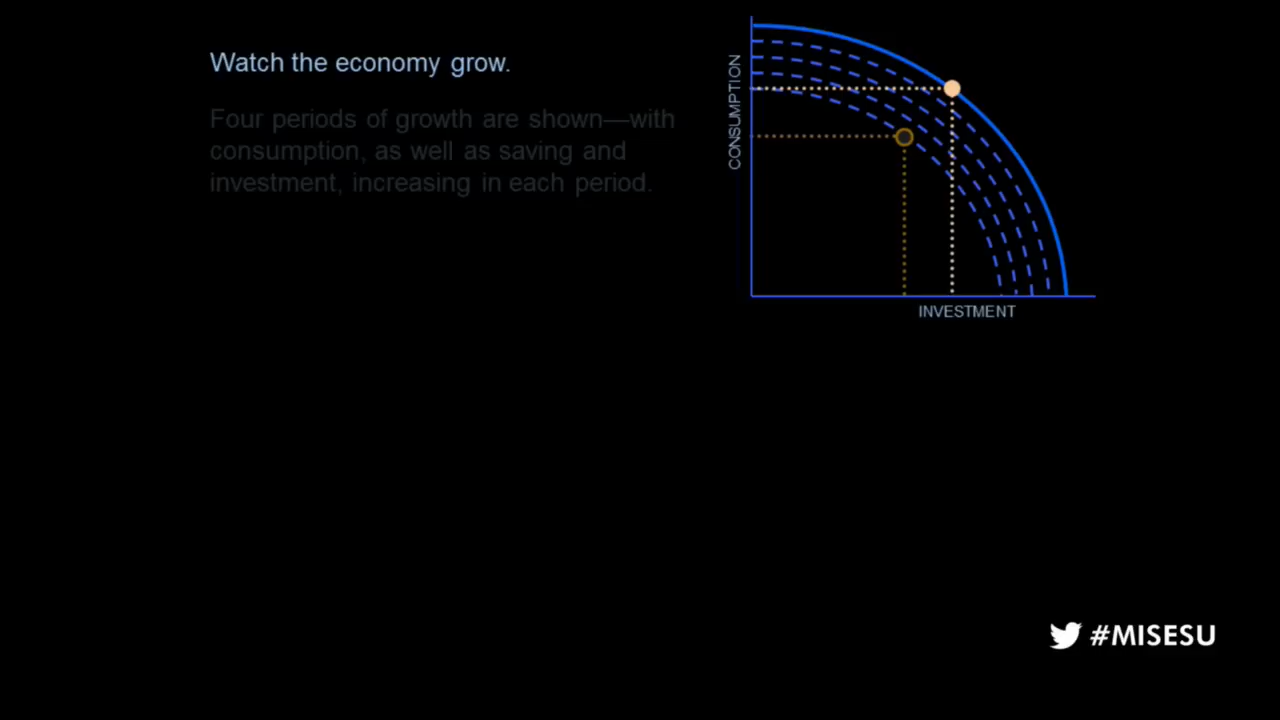 Watch the economy grow.
Four periods of growth are shown—with
consumption, as well as saving and
investment, increasing in each period.
CONSUMPTION
INVESTMENT
#MISESU